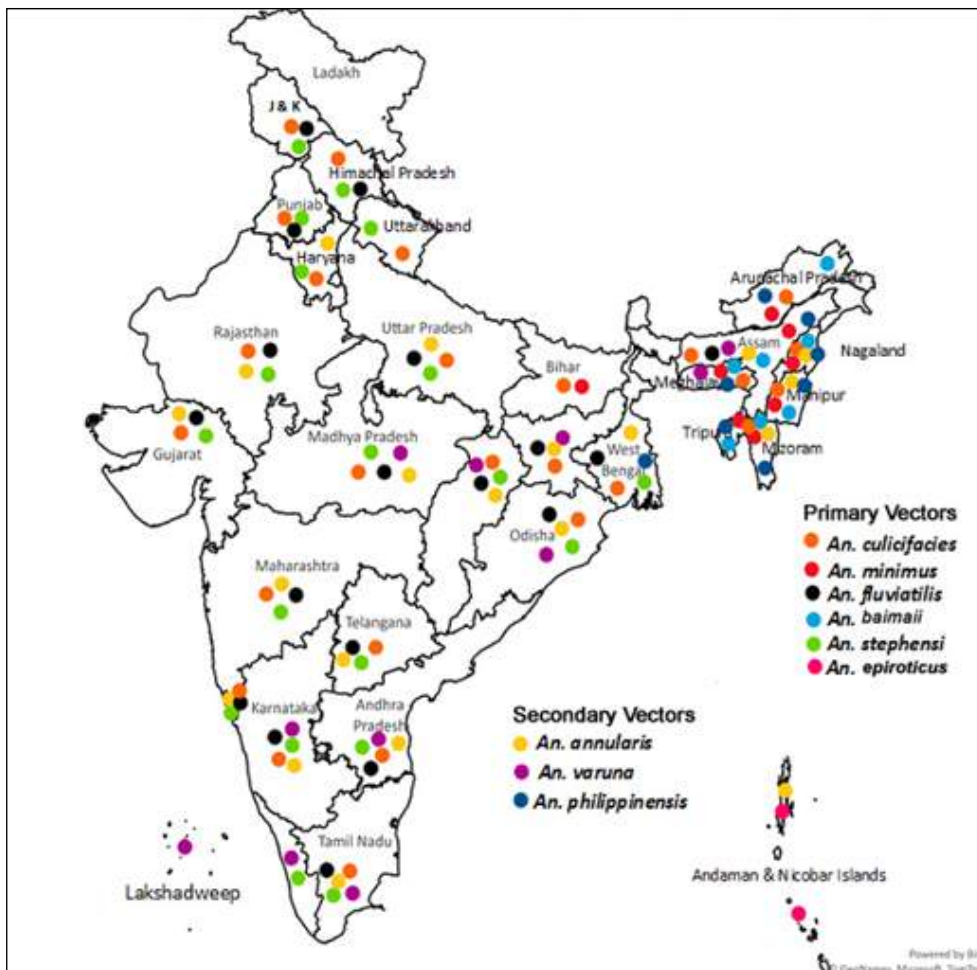 Ladakh
J & K
Himachal Pradesh
Punjab
Uttarakhand
Haryana
Arunachal Pradesh
Rajasthan
Uttar Pradesh
Assam
Nagaland
Bihar
Manipur
Madhya Pradesh
West
Bengal
Mizoram
Gujarat
Odisha
Primary Vectors
An. culicifacies
An. minimus
An. fluviatilis
An. baimaii
An. stephensi
An. epiroticus
Maharashtra
Telangana
Karnataka
Andhra
Pradesh
Secondary Vectors
An. annularis
An. varuna
An. philippinensis
Tamil Nadu
Lakshadweep
Andaman & Nicobar Islands
Powered by